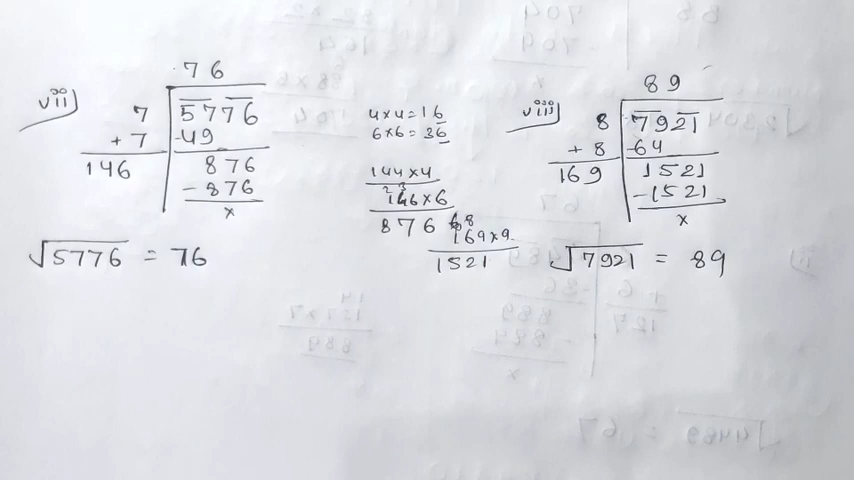 vii)
76
7 5776
+ 7 -49
146 876
- 876
x
√5776 = 76
4 x 4 = 16
6 x 6 = 36
144 x 4
146 x 6
876
169 x 9
1521
viii)
89
8 7921
+ 8 -64
169 1521
-1521
x
√7921 = 89